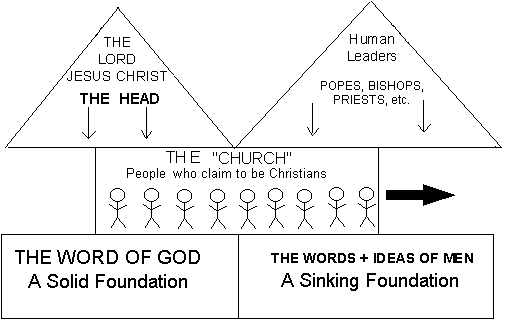 THE
LORD
JESUS CHRIST
THE HEAD
Human
Leaders
POPES, BISHOPS,
PRIESTS, etc.
THE "CHURCH"
People who claim to be Christians
THE WORD OF GOD
A Solid Foundation
THE WORDS + IDEAS OF MEN
A Sinking Foundation